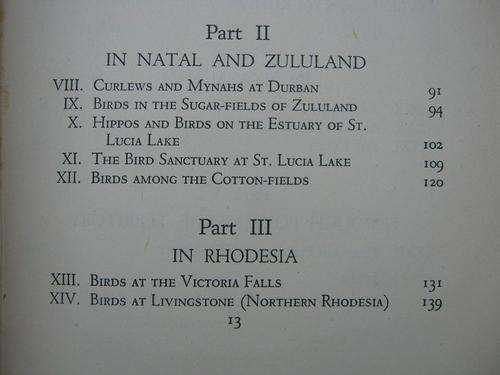 Part II
IN NATAL AND ZULULAND
VIII. Curlews and Mynahs at Durban 91
IX. Birds in the Sugar-fields of Zululand 94
X. Hippos and Birds on the Estuary of St.
Lucia Lake 102
XI. The Bird Sanctuary at St. Lucia Lake 109
XII. Birds among the Cotton-fields 120
Part III
IN RHODESIA
XIII. Birds at the Victoria Falls 131
XIV. Birds at Livingstone (Northern Rhodesia) 139
13